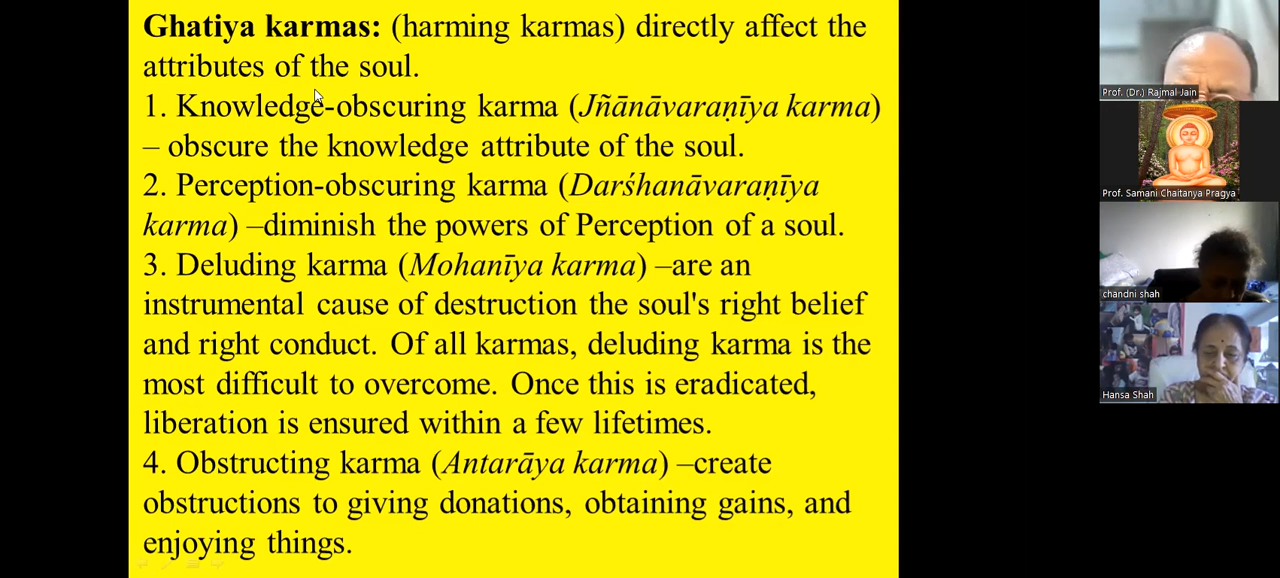 Ghatiya karmas: (harming karmas) directly affect the
attributes of the soul.
1. Knowledge-obscuring karma (Jñānāvaraṇīya karma)
– obscure the knowledge attribute of the soul.
2. Perception-obscuring karma (Darśhanāvaraṇīya
karma) –diminish the powers of Perception of a soul.
3. Deluding karma (Mohanīya karma) –are an
instrumental cause of destruction the soul's right belief
and right conduct. Of all karmas, deluding karma is the
most difficult to overcome. Once this is eradicated,
liberation is ensured within a few lifetimes.
4. Obstructing karma (Antarāya karma) –create
obstructions to giving donations, obtaining gains, and
enjoying things.
Prof. (Dr.) Rajmal Jain
Prof. Samani Chaitanya Pragya
chandni shah
Hansa Shah